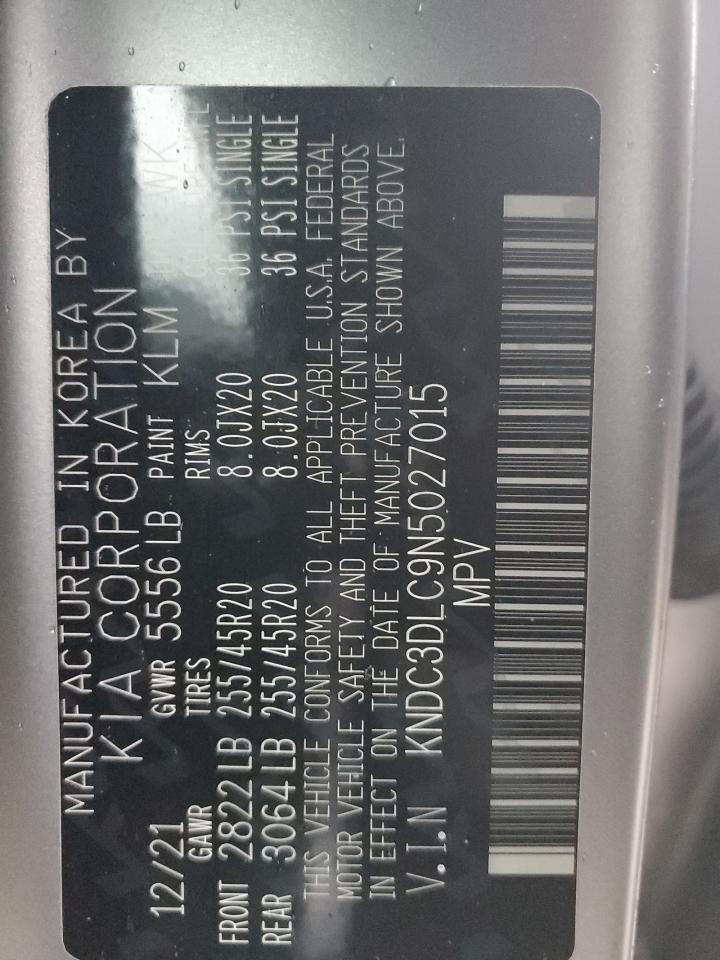 MANUFACTURED IN KOREA BY
KIA CORPORATION
12/21 GVWR 5556 LB PAINT KLM WK
GAWR TIRES RIMS
FRONT 2822 LB 255/45R20 8.0JX20 36 PSI SINGLE
REAR 3064 LB 255/45R20 8.0JX20 36 PSI SINGLE
THIS VEHICLE CONFORMS TO ALL APPLICABLE U.S.A. FEDERAL
MOTOR VEHICLE SAFETY AND THEFT PREVENTION STANDARDS
IN EFFECT ON THE DATE OF MANUFACTURE SHOWN ABOVE.
V.I.N KNDC3DLC9N5027015
MPV